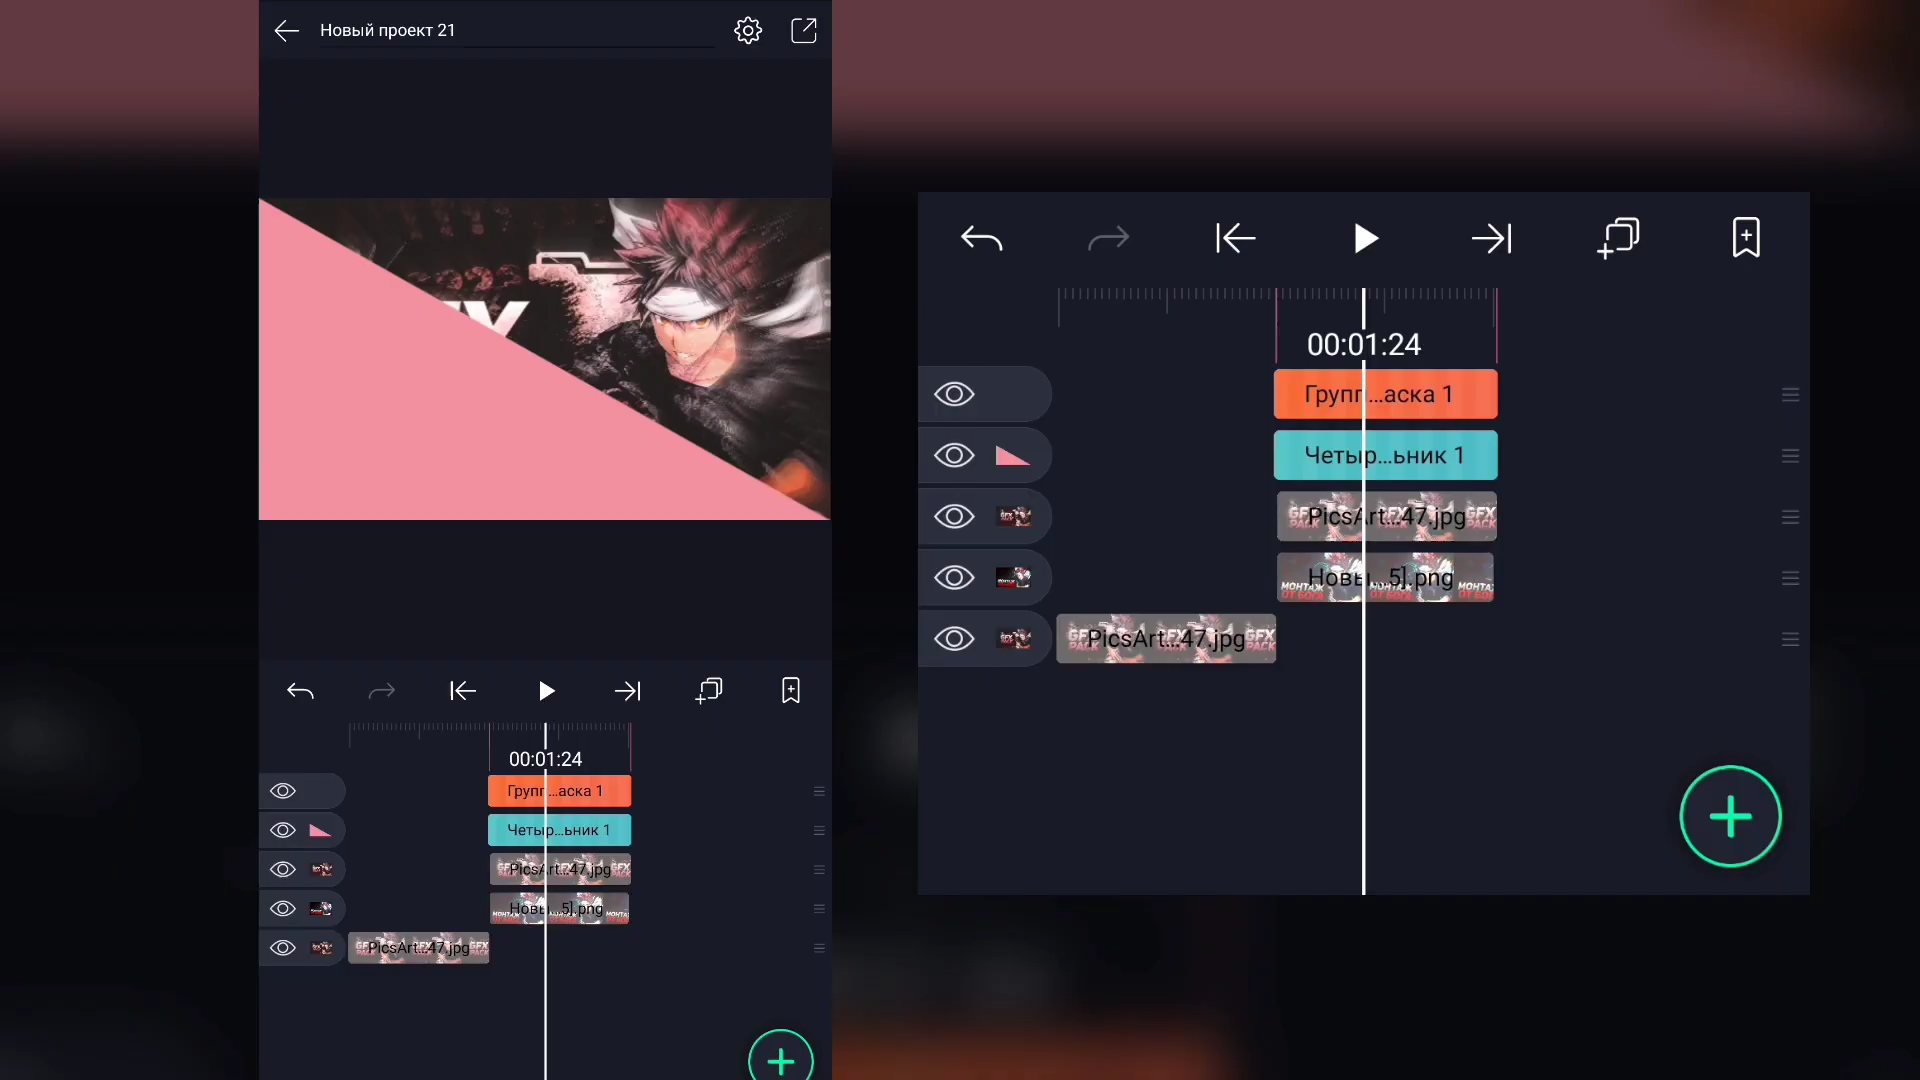 Новый проект 21
00:01:24
Групп...аска 1
Четыр...ьник 1
PicsArt...47.jpg
Новы...5].png
PicsArt...47.jpg
00:01:24
Групп...аска 1
Четыр...ьник 1
PicsArt...47.jpg
Новы...5].png
PicsArt...47.jpg